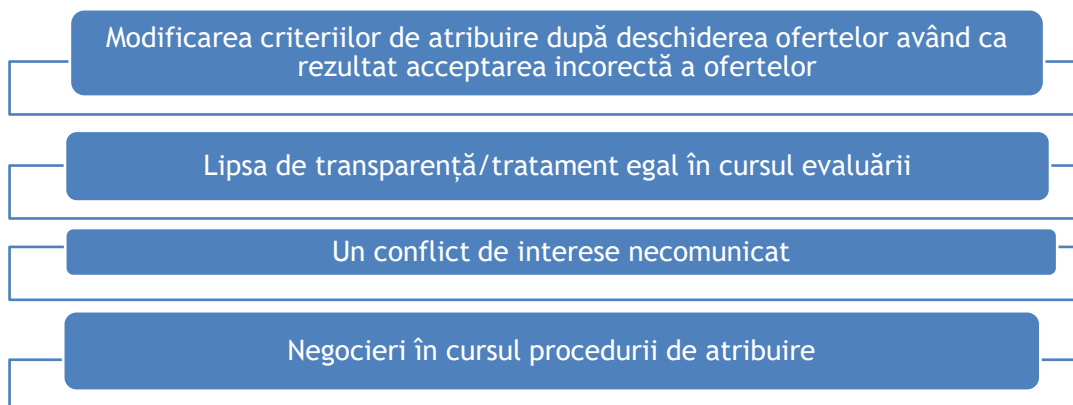 Modificarea criteriilor de atribuire după deschiderea ofertelor având ca
rezultat acceptarea incorectă a ofertelor
Lipsa de transparență/tratament egal în cursul evaluării
Un conflict de interese necomunicat
Negocieri în cursul procedurii de atribuire